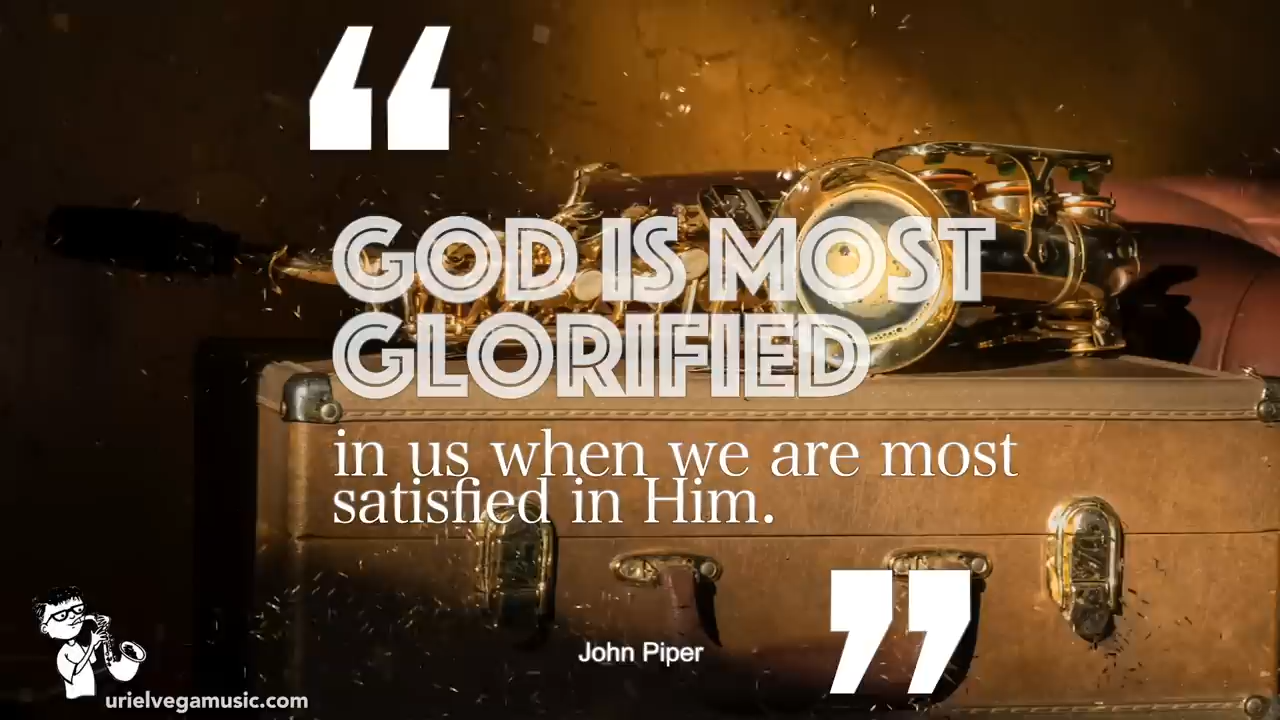 “
GOD IS MOST
GLORIFIED
in us when we are most
satisfied in Him.
”
John Piper
urielvegamusic.com